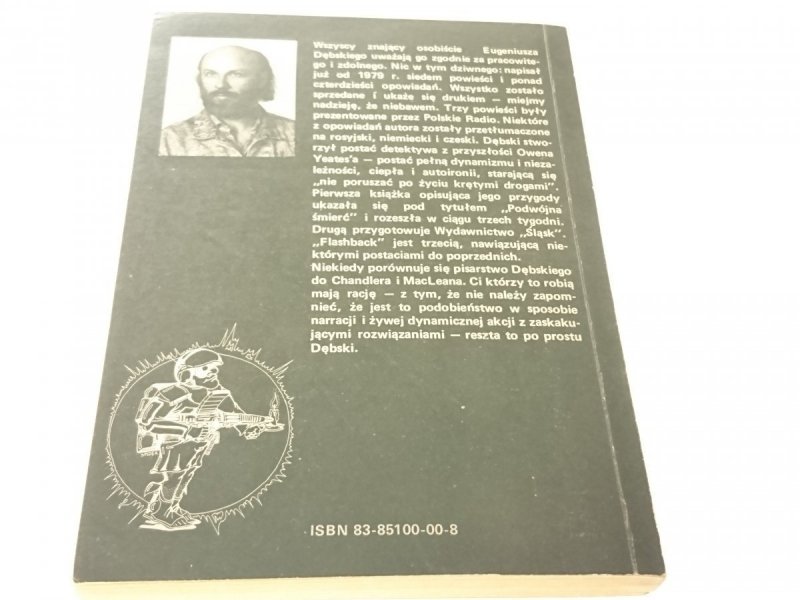 Wszyscy znający osobiście Eugeniusza
Dębskiego uważają go zgodnie za pracowite-
go i zdolnego. Nic w tym dziwnego: napisał
już od 1979 r. siedem powieści i ponad
czterdzieści opowiadań. Wszystko zostało
sprzedane i ukaże się drukiem — miejmy
nadzieję, że niebawem. Trzy powieści były
prezentowane przez Polskie Radio. Niektóre
z opowiadań autora zostały przetłumaczone
na rosyjski, niemiecki i czeski. Dębski stwo-
rzył postać detektywa z przyszłości Owena
Yeates'a — postać pełną dynamizmu i nieza-
leżności, ciepła i autoironii, starającą się
„nie poruszać po życiu krętymi drogami”.
Pierwsza książka opisująca jego przygody
ukazała się pod tytułem „Podwójna
śmierć” i rozeszła w ciągu trzech tygodni.
Drugą przygotowuje Wydawnictwo „Śląsk”.
„Flashback” jest trzecią, nawiązującą nie-
którymi postaciami do poprzednich.
Niekiedy porównuje się pisarstwo Dębskiego
do Chandlera i MacLeana. Ci którzy to robią
mają rację — z tym, że nie należy zapom-
nieć, że jest to podobieństwo w sposobie
narracji i żywej dynamicznej akcji z zaskaku-
jącymi rozwiązaniami — reszta to po prostu
Dębski.
ISBN 83-85100-00-8